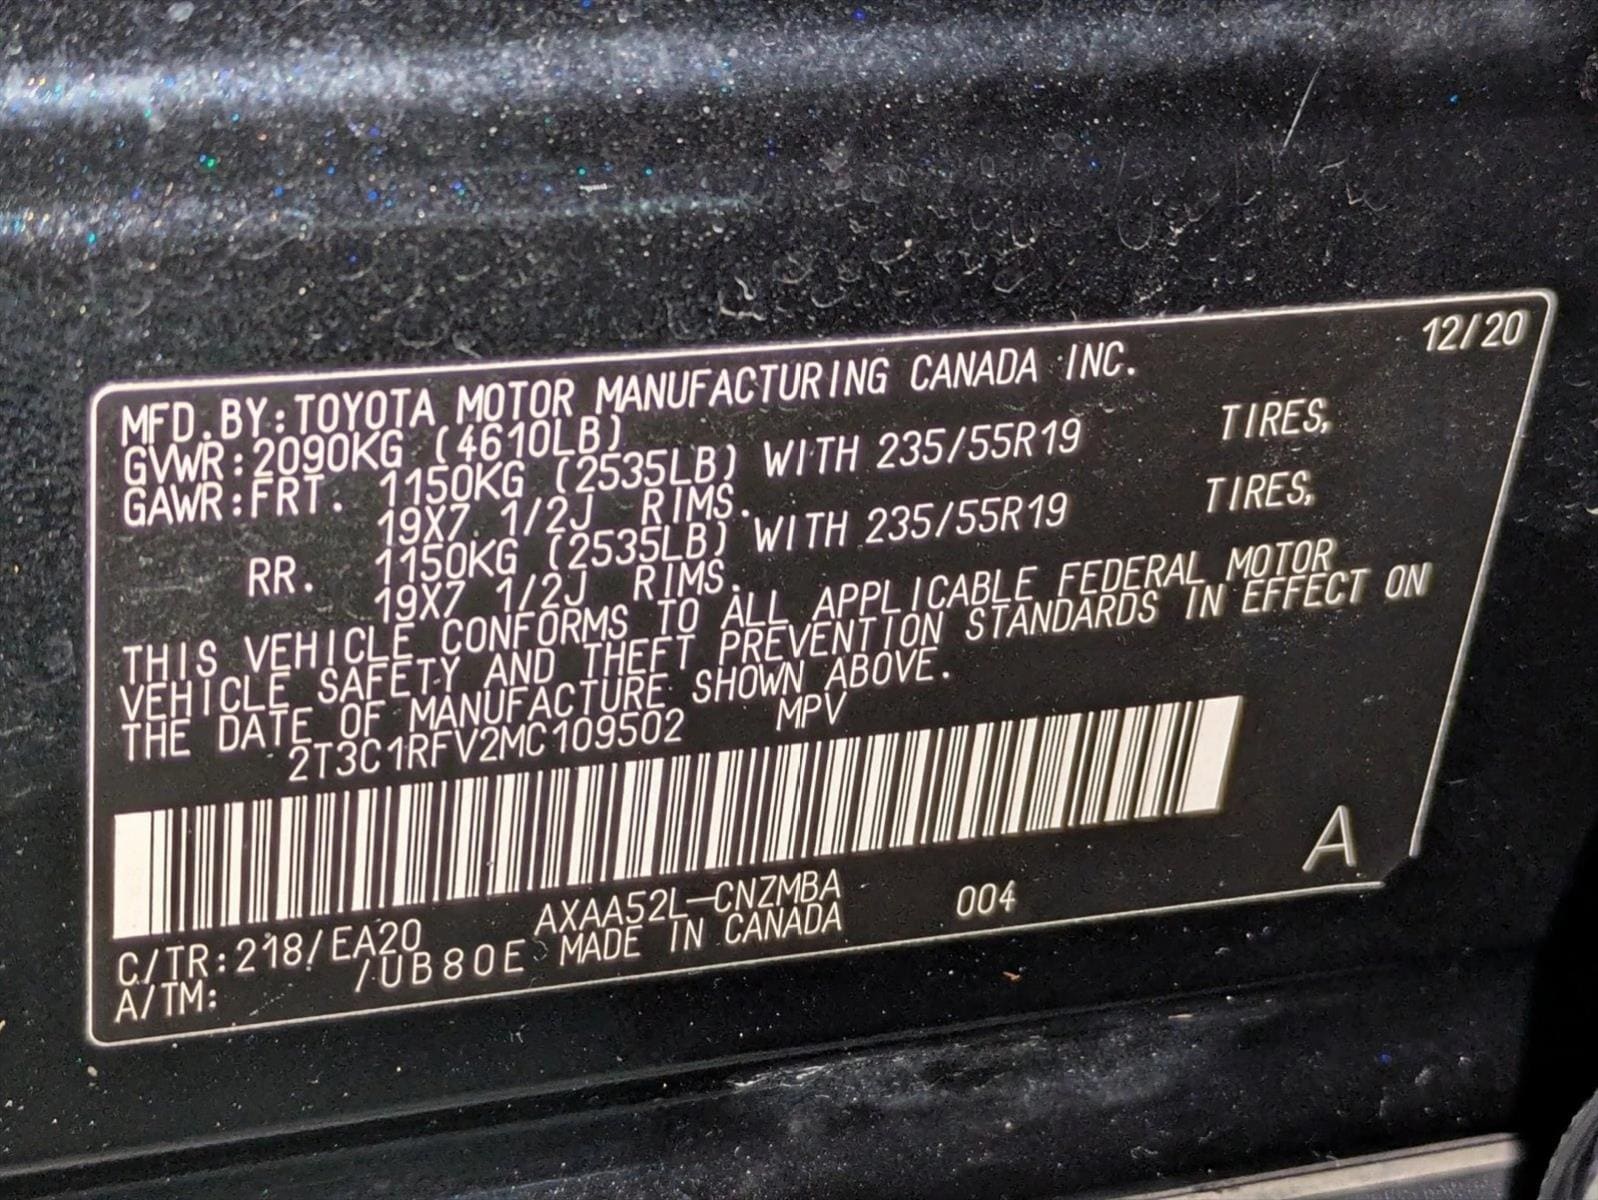 12/20
MFD.BY:TOYOTA MOTOR MANUFACTURING CANADA INC.
GVWR:2090KG (4610LB)
GAWR:FRT. 1150KG (2535LB) WITH 235/55R19 TIRES,
19X7 1/2J RIMS.
RR. 1150KG (2535LB) WITH 235/55R19 TIRES,
19X7 1/2J RIMS.
THIS VEHICLE CONFORMS TO ALL APPLICABLE FEDERAL MOTOR
VEHICLE SAFETY AND THEFT PREVENTION STANDARDS IN EFFECT ON
THE DATE OF MANUFACTURE SHOWN ABOVE.
2T3C1RFV2MC109502 MPV
A
C/TR:218/EA20 AXAA52L-CNZMBA 004
A/TM: /UB80E MADE IN CANADA